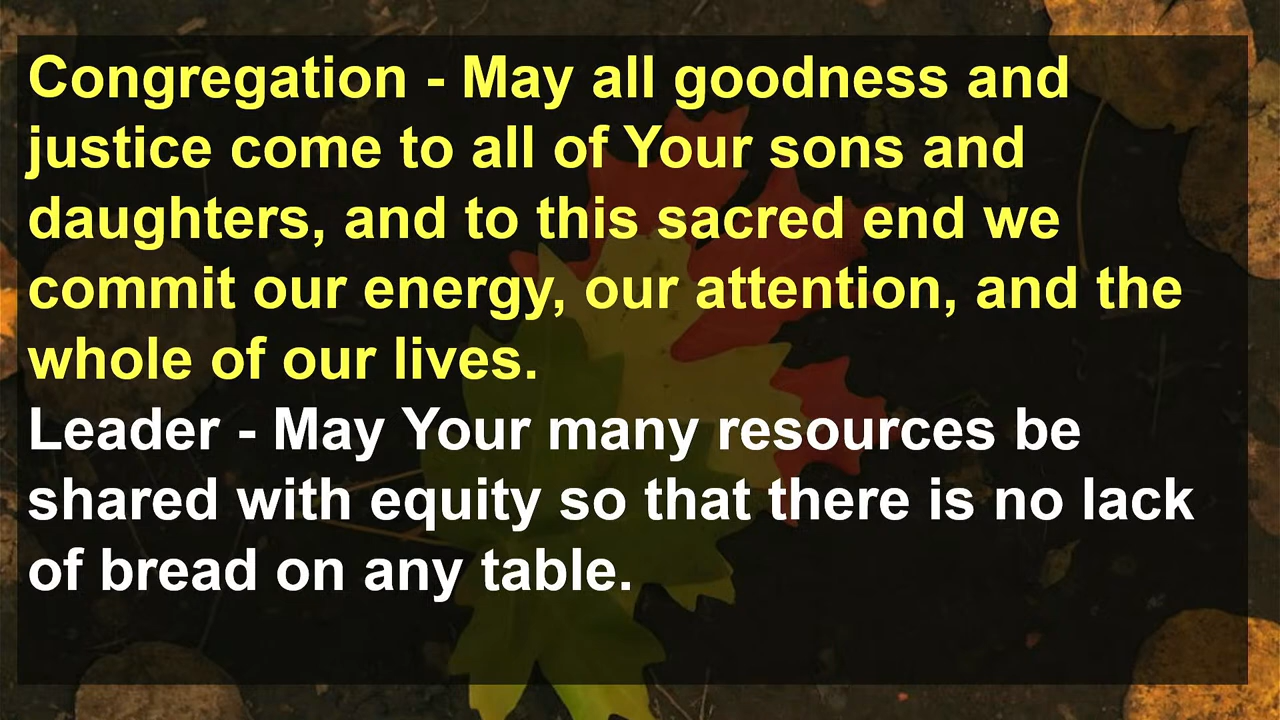 Congregation - May all goodness and
justice come to all of Your sons and
daughters, and to this sacred end we
commit our energy, our attention, and the
whole of our lives.
Leader - May Your many resources be
shared with equity so that there is no lack
of bread on any table.